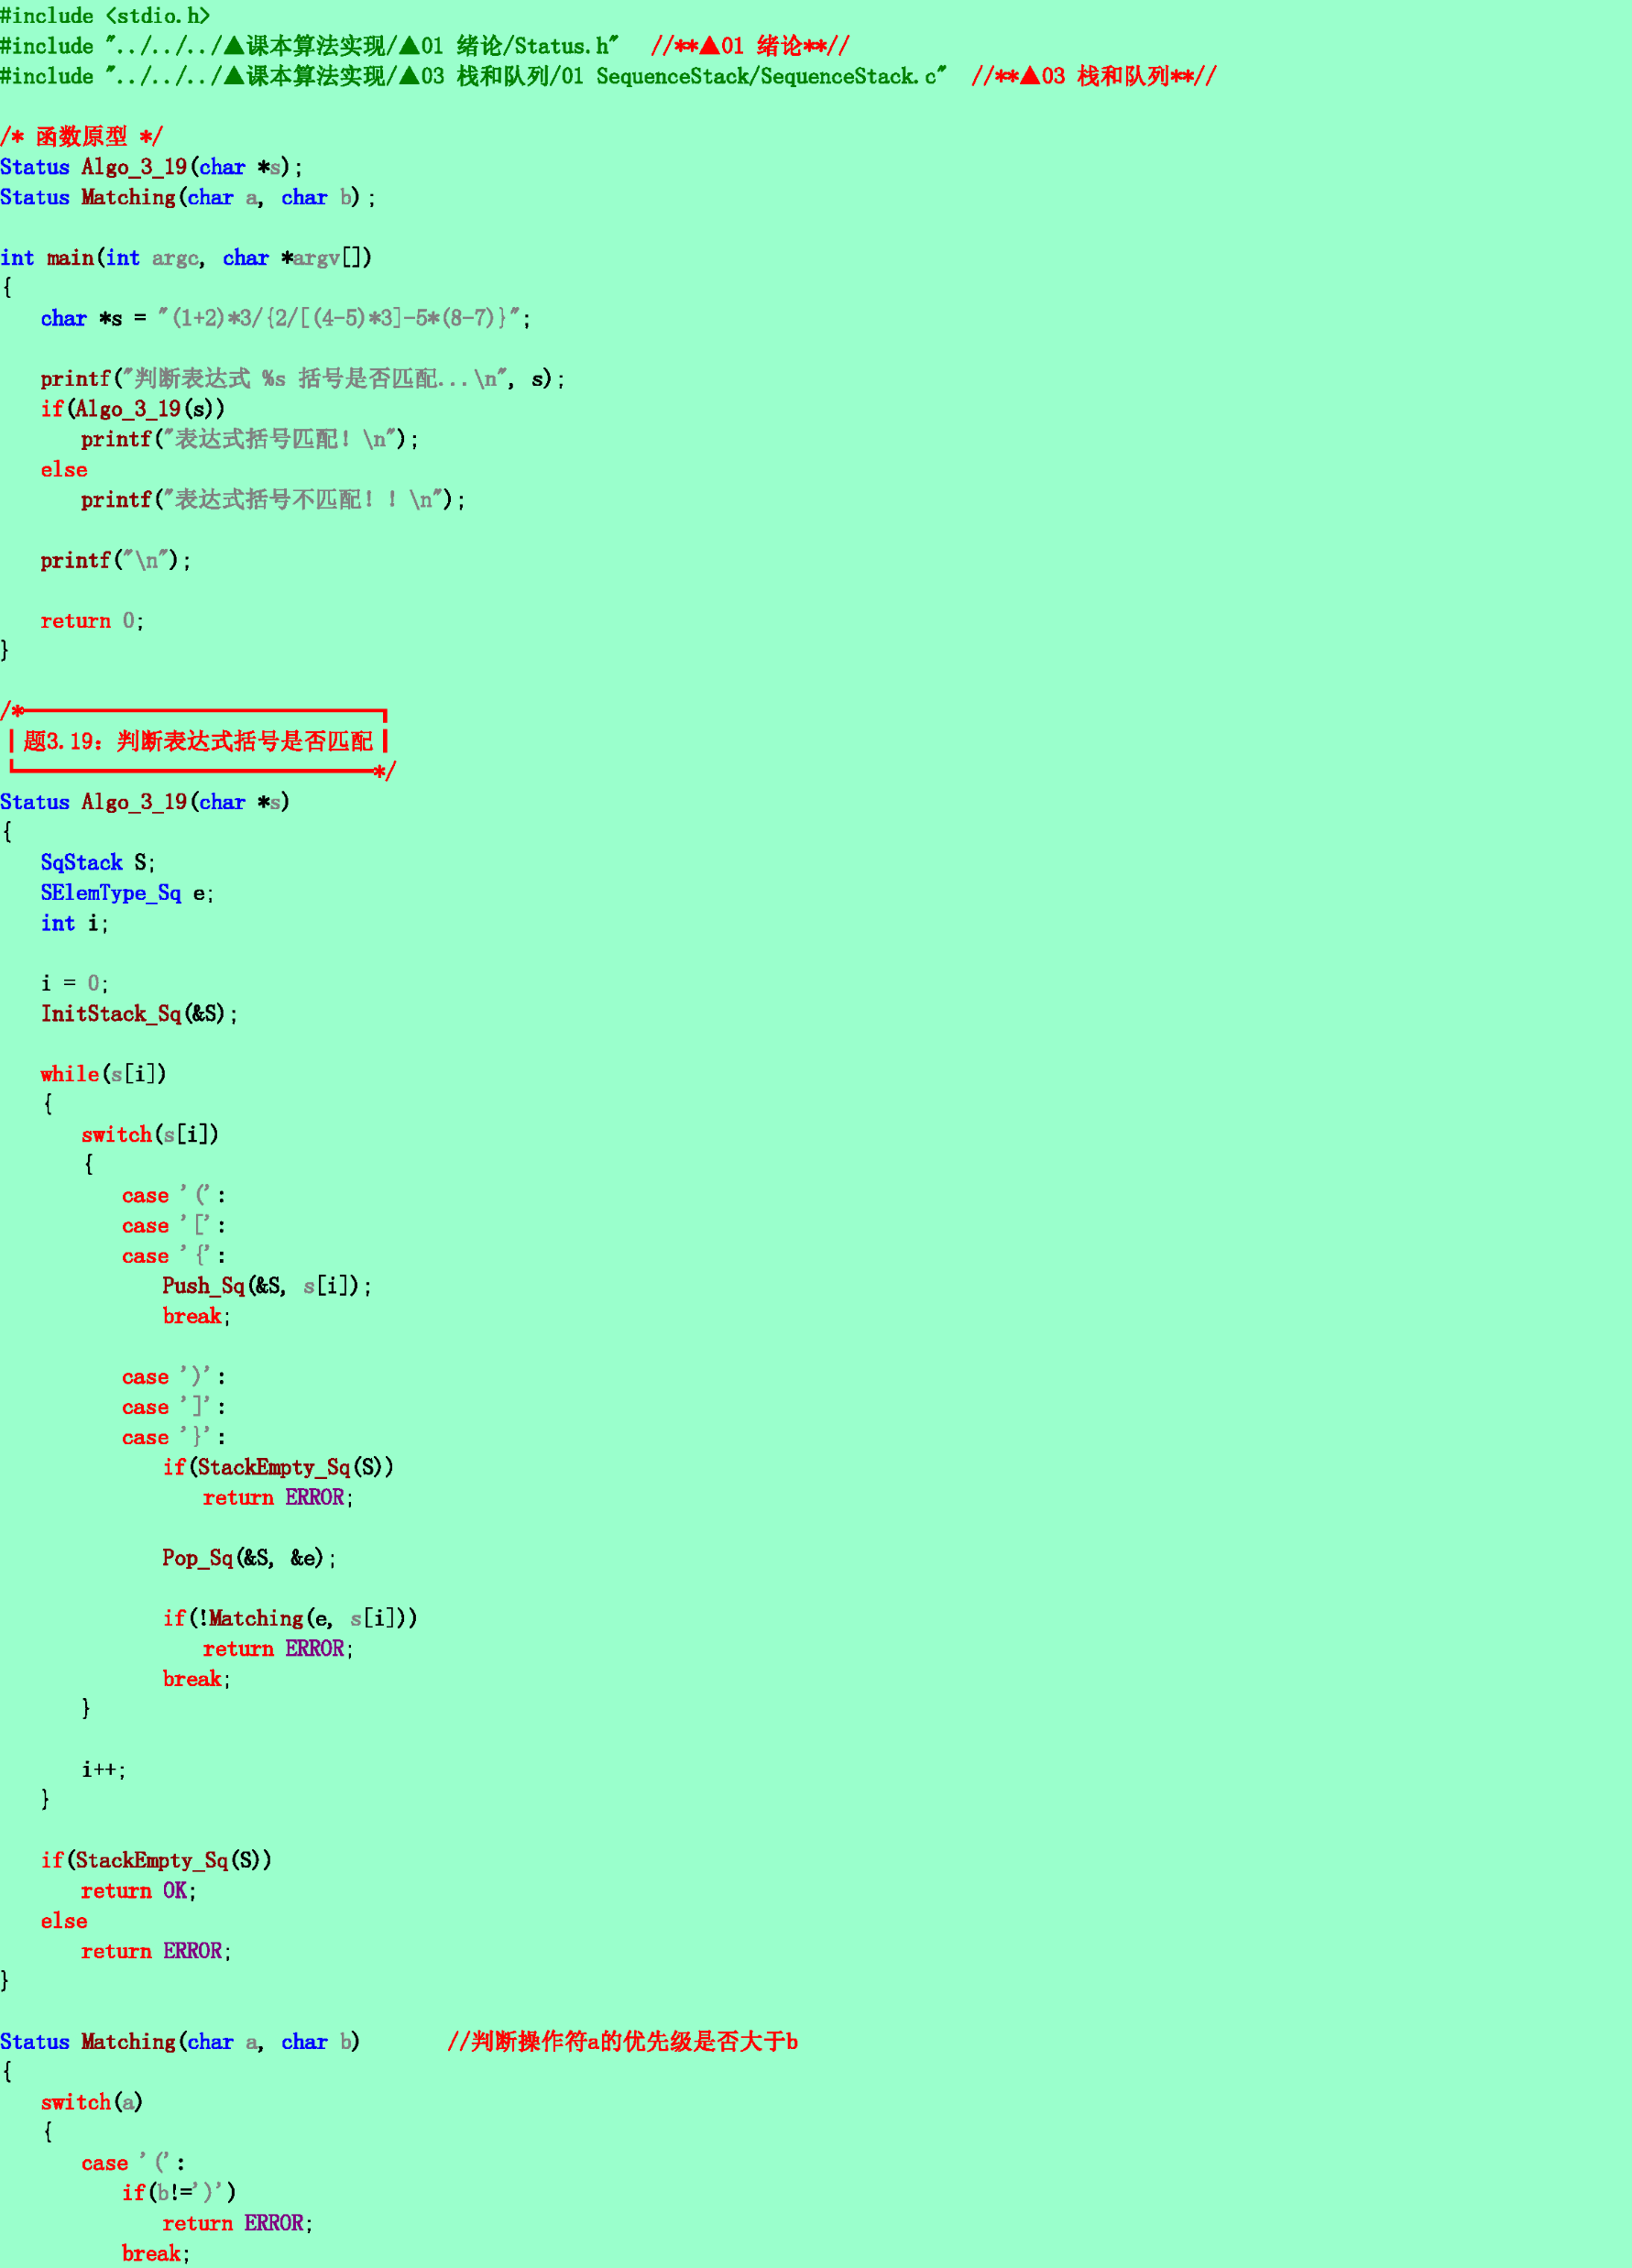 #include <stdio.h>
#include "../../../▲课本算法实现/▲01 绪论/Status.h"   //**▲01 绪论**//
#include "../../../▲课本算法实现/▲03 栈和队列/01 SequenceStack/SequenceStack.c"  //**▲03 栈和队列**//
/* 函数原型 */
Status Algo_3_19(char *s);
Status Matching(char a, char b);
int main(int argc, char *argv[])
{
char *s = "(1+2)*3/{2/[(4-5)*3]-5*(8-7)}";
printf("判断表达式 %s 括号是否匹配...\n", s);
if(Algo_3_19(s))
printf("表达式括号匹配！\n");
else
printf("表达式括号不匹配！！\n");
printf("\n");
return 0;
}
/*━━━━━━━━━━━━━━━┓
┃题3.19：判断表达式括号是否匹配┃
┗━━━━━━━━━━━━━━━*/
Status Algo_3_19(char *s)
{
SqStack S;
SElemType_Sq e;
int i;
i = 0;
InitStack_Sq(&S);
while(s[i])
{
switch(s[i])
{
case '(':
case '[':
case '{':
Push_Sq(&S, s[i]);
break;
case ')':
case ']':
case '}':
if(StackEmpty_Sq(S))
return ERROR;
Pop_Sq(&S, &e);
if(!Matching(e, s[i]))
return ERROR;
break;
}
i++;
}
if(StackEmpty_Sq(S))
return OK;
else
return ERROR;
}
Status Matching(char a, char b)       //判断操作符a的优先级是否大于b
{
switch(a)
{
case '(':
if(b!=')')
return ERROR;
break;